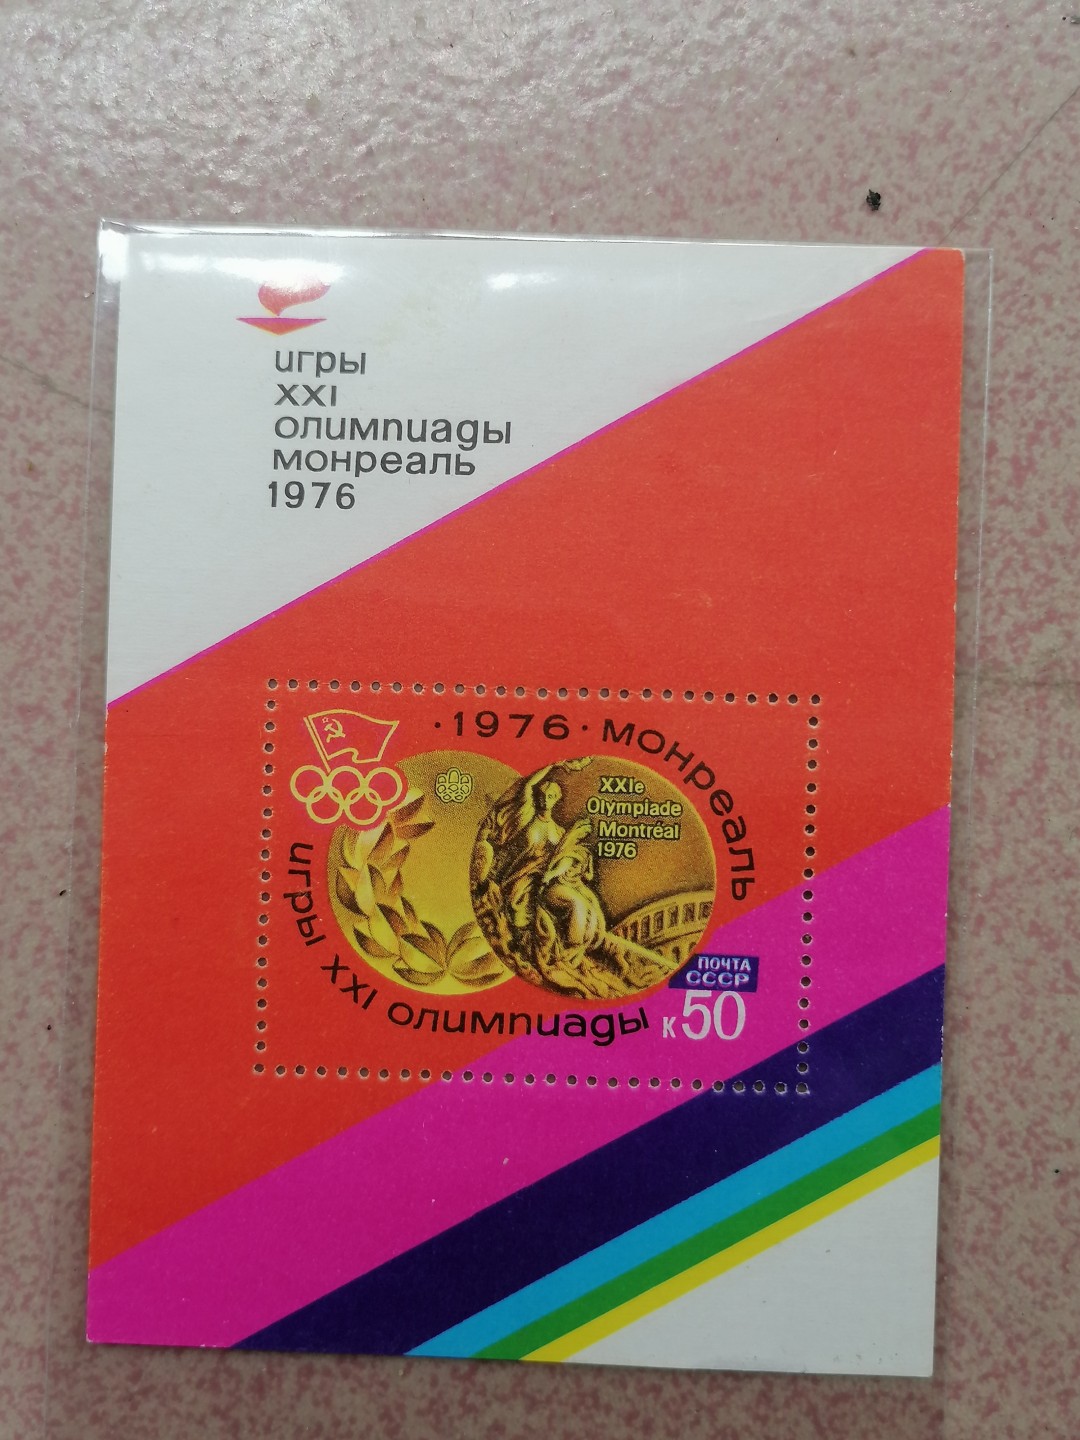 игры
XXI
олимпиады
монреаль
1976
· 1976 · монреаль
XXIe
Olympiade
Montréal
1976
игры XXI олимпиады
ПОЧТА
СССР
к50